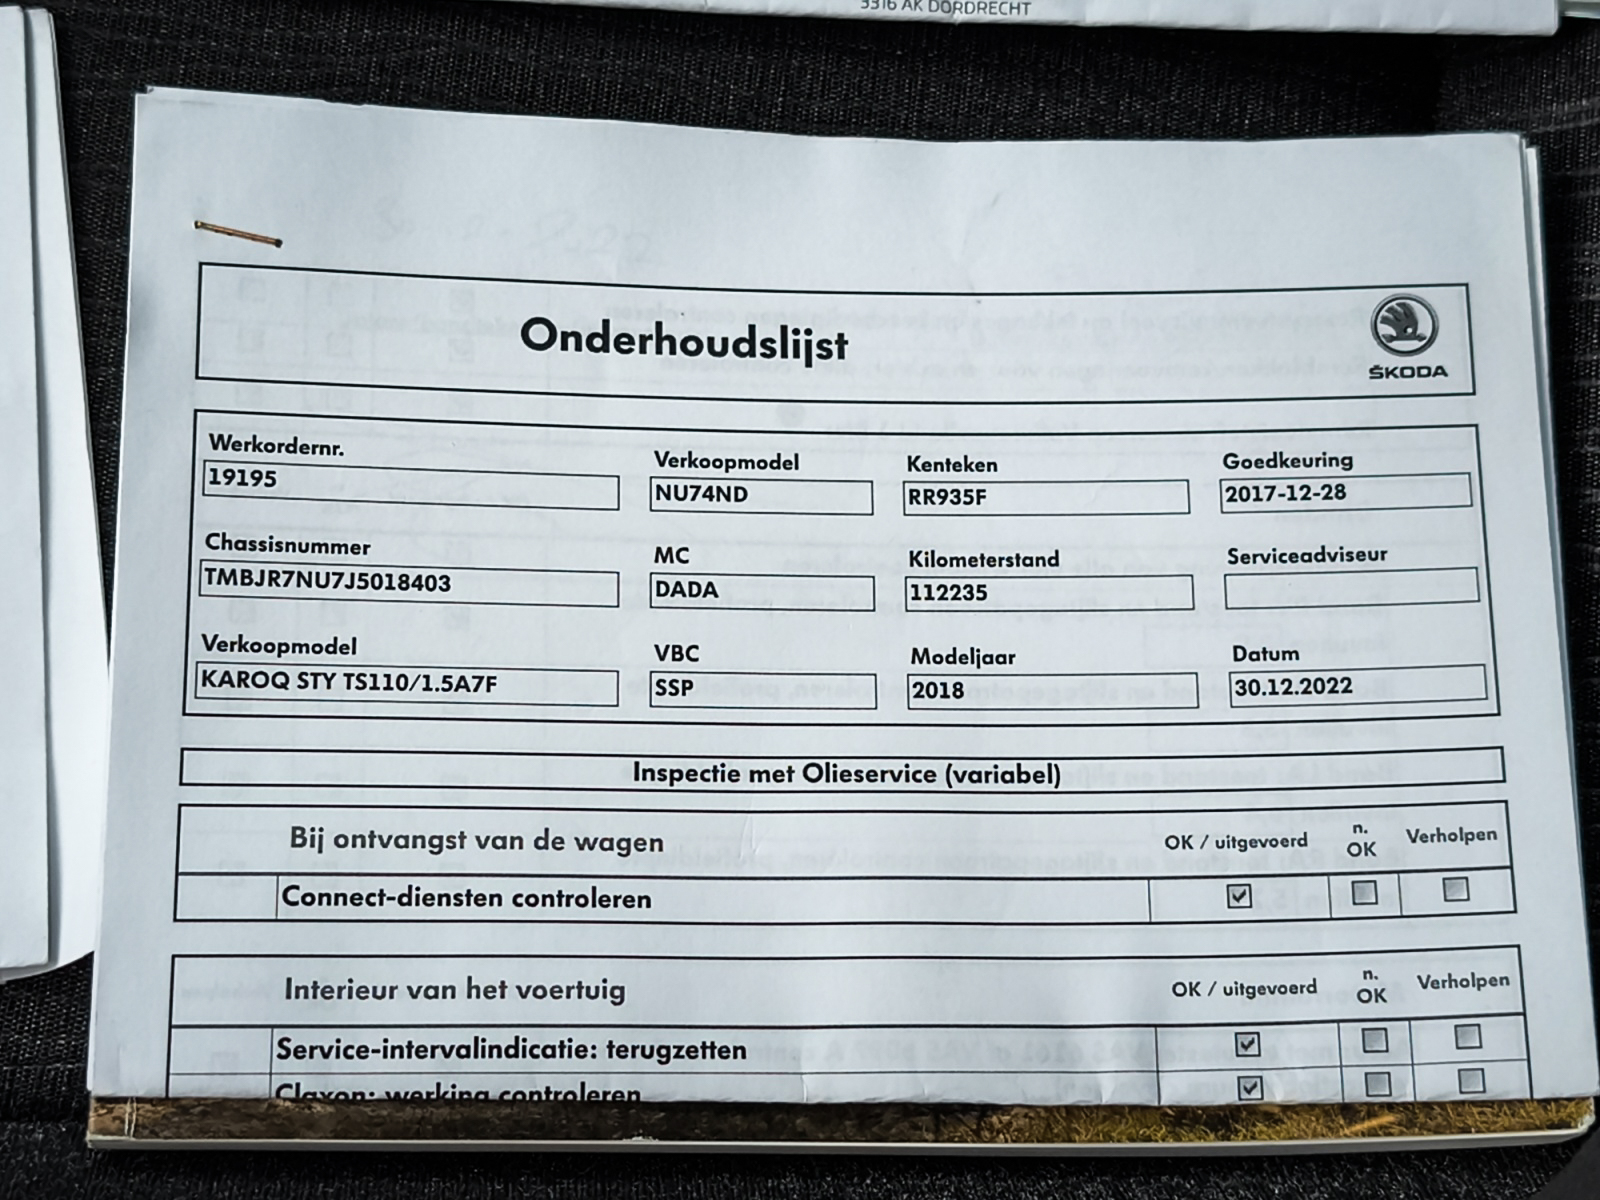 3316 AK DORDRECHT
Onderhoudslijst
ŠKODA
Werkordernr. Verkoopmodel Kenteken Goedkeuring
19195 NU74ND RR935F 2017-12-28
Chassisnummer MC Kilometerstand Serviceadviseur
TMBJR7NU7J5018403 DADA 112235
Verkoopmodel VBC Modeljaar Datum
KAROQ STY TS110/1.5A7F SSP 2018 30.12.2022
Inspectie met Olieservice (variabel)
Bij ontvangst van de wagen OK / uitgevoerd n. OK Verholpen
Connect-diensten controleren
Interieur van het voertuig OK / uitgevoerd n. OK Verholpen
Service-intervalindicatie: terugzetten
Claxon: werking controleren